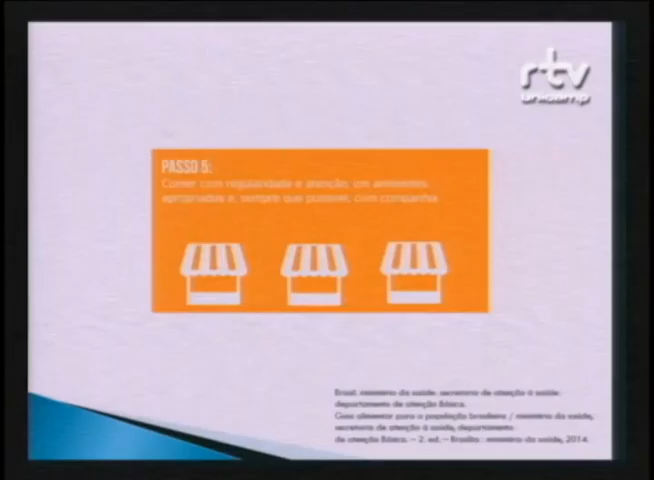 rtv
unicamp
PASSO 5:
Comer com regularidade e atenção, em ambientes
apropriados e, sempre que possível, com companhia
Brasil. ministério da saúde. secretaria de atenção à saúde.
departamento de atenção Básica.
Guia alimentar para a população brasileira / ministério da saúde,
secretaria de atenção à saúde, departamento
de atenção Básica. – 2. ed. – Brasília : ministério da saúde, 2014.